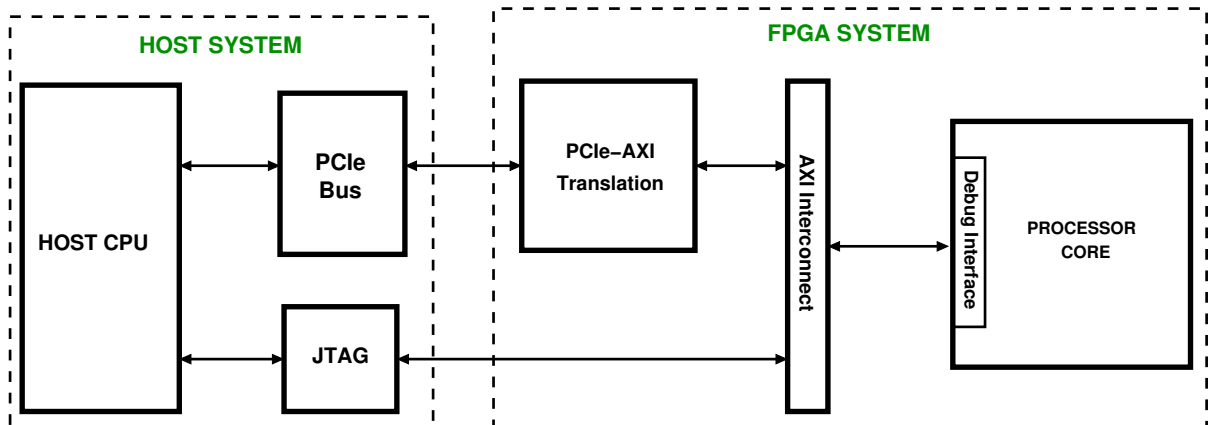 HOST SYSTEM
FPGA SYSTEM
HOST CPU
PCIe
Bus
JTAG
PCIe−AXI
Translation
AXI Interconnect
Debug Interface
PROCESSOR
CORE